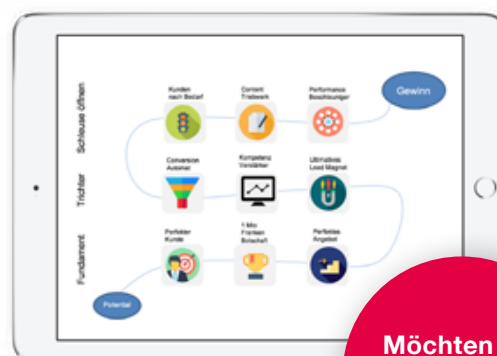 Schleuse öffnen
Kunden
nach Bedarf
Content
Triebwerk
Performance
Beschleuniger
Gewinn
Trichter
Conversion
Automat
Kompetenz
Verstärker
Ultimatives
Lead Magnet
Fundament
Perfekter
Kunde
1 Mio
Franken
Botschaft
Perfektes
Angebot
Potential
Möchten